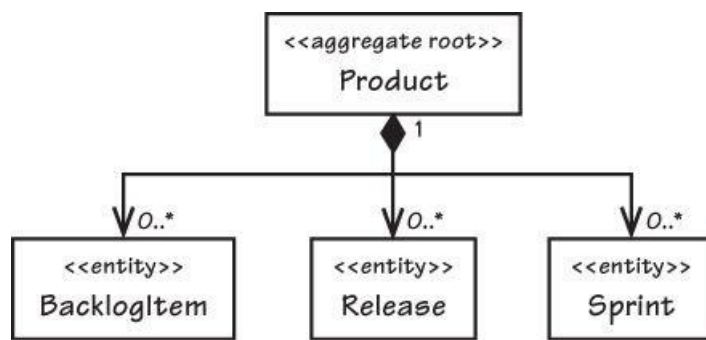 <<aggregate root>>
Product
1
0..*
0..*
0..*
<<entity>>
BacklogItem
<<entity>>
Release
<<entity>>
Sprint